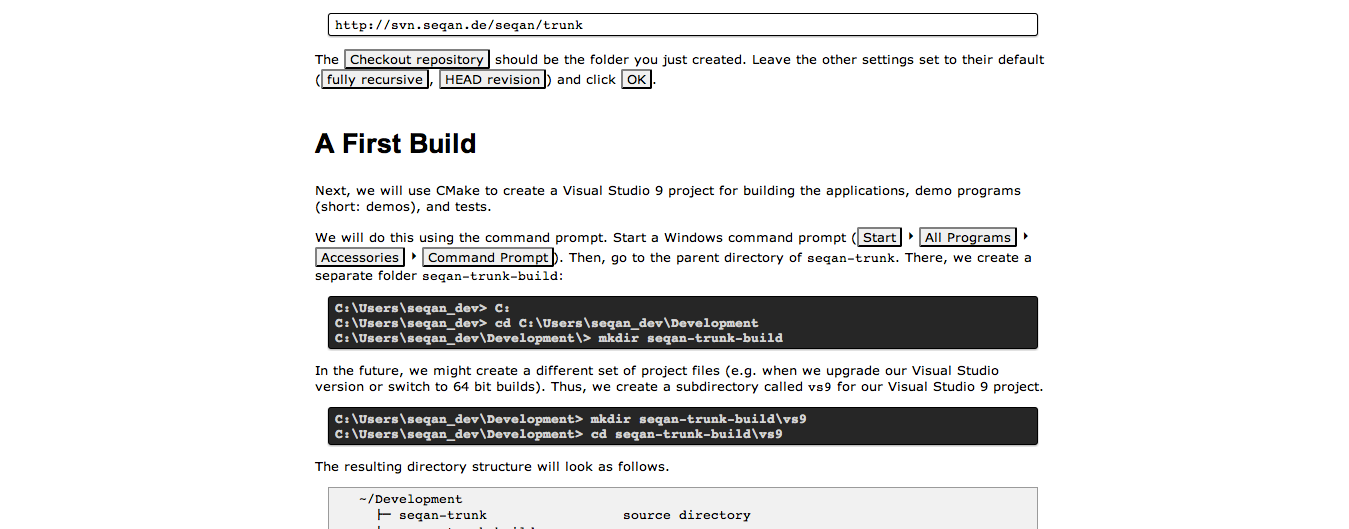 http://svn.seqan.de/seqan/trunk
The Checkout repository should be the folder you just created. Leave the other settings set to their default
(fully recursive, HEAD revision) and click OK.
A First Build
Next, we will use CMake to create a Visual Studio 9 project for building the applications, demo programs
(short: demos), and tests.
We will do this using the command prompt. Start a Windows command prompt (Start ‣ All Programs ‣
Accessories ‣ Command Prompt). Then, go to the parent directory of seqan-trunk. There, we create a
separate folder seqan-trunk-build:
C:\Users\seqan_dev> C:
C:\Users\seqan_dev> cd C:\Users\seqan_dev\Development
C:\Users\seqan_dev\Development\> mkdir seqan-trunk-build
In the future, we might create a different set of project files (e.g. when we upgrade our Visual Studio
version or switch to 64 bit builds). Thus, we create a subdirectory called vs9 for our Visual Studio 9 project.
C:\Users\seqan_dev\Development> mkdir seqan-trunk-build\vs9
C:\Users\seqan_dev\Development> cd seqan-trunk-build\vs9
The resulting directory structure will look as follows.
~/Development
├─ seqan-trunk source directory